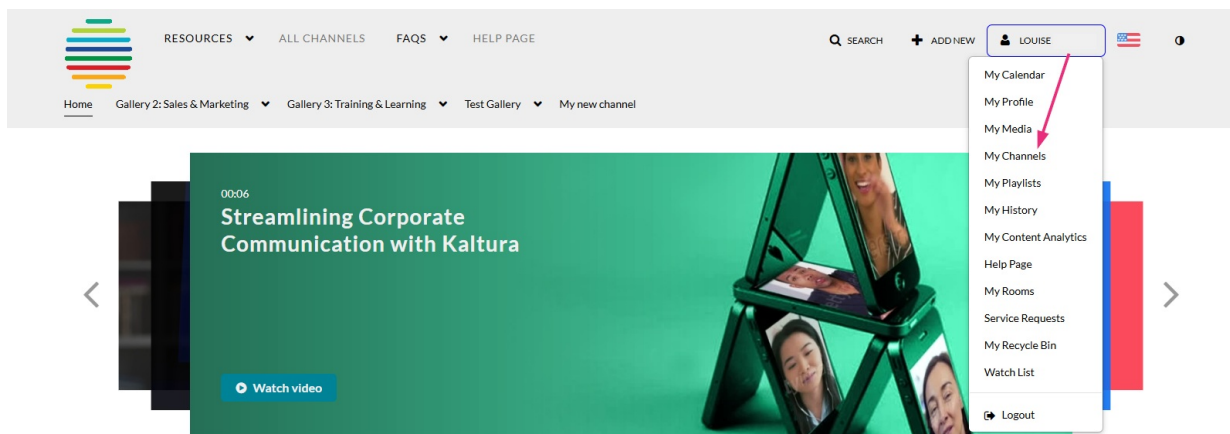 RESOURCES ALL CHANNELS FAQS HELP PAGE SEARCH ADD NEW LOUISE
Home Gallery 2: Sales & Marketing Gallery 3: Training & Learning Test Gallery My new channel
My Calendar
My Profile
My Media
My Channels
My Playlists
My History
My Content Analytics
Help Page
My Rooms
Service Requests
My Recycle Bin
Watch List
Logout
00:06
Streamlining Corporate
Communication with Kaltura
Watch video